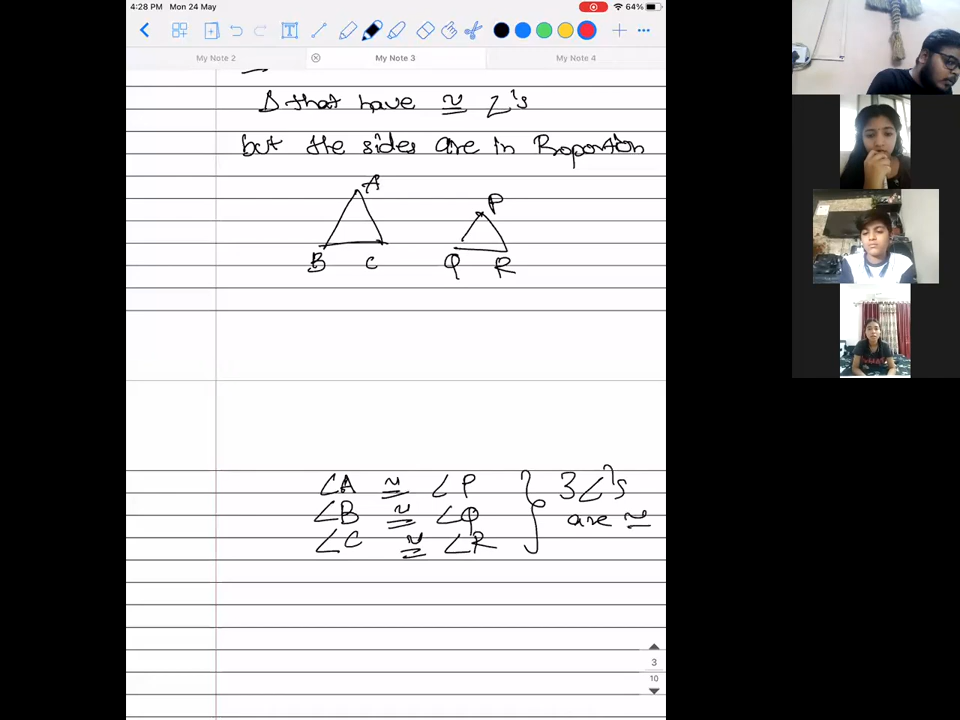 4:28 PM Mon 24 May
64%
My Note 2
My Note 3
My Note 4
Δ that have ≅ ∠'s
but the sides are in Proportion
A
P
B C
Q R
∠A ≅ ∠P } 3∠'s
∠B ≅ ∠Q are ≅
∠C ≅ ∠R
3
10